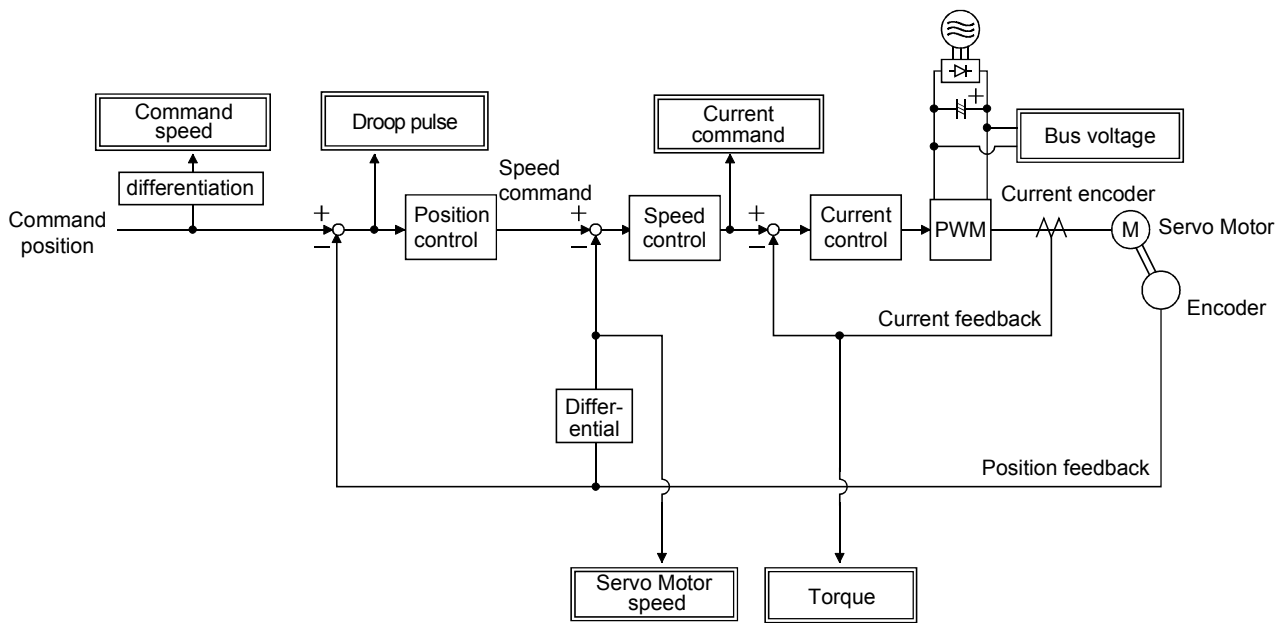 Command
speed
Droop pulse
Current
command
Bus voltage
differentiation
Speed
command
Current encoder
Command
position
+
−
Position
control
+
−
Speed
control
+
−
Current
control
PWM
+
M
Servo Motor
Encoder
Current feedback
Differ-
ential
Position feedback
Servo Motor
speed
Torque